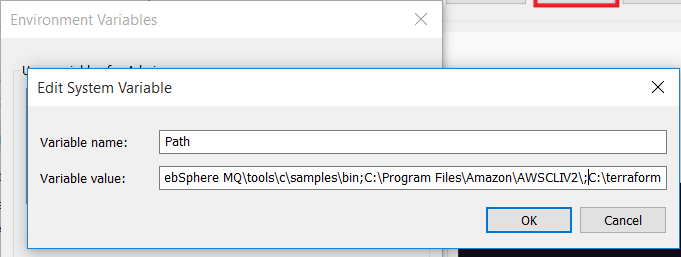 Environment Variables
Edit System Variable
Variable name: Path
Variable value: ebSphere MQ\tools\c\samples\bin;C:\Program Files\Amazon\AWSCLIV2\;C:\terraform
OK Cancel